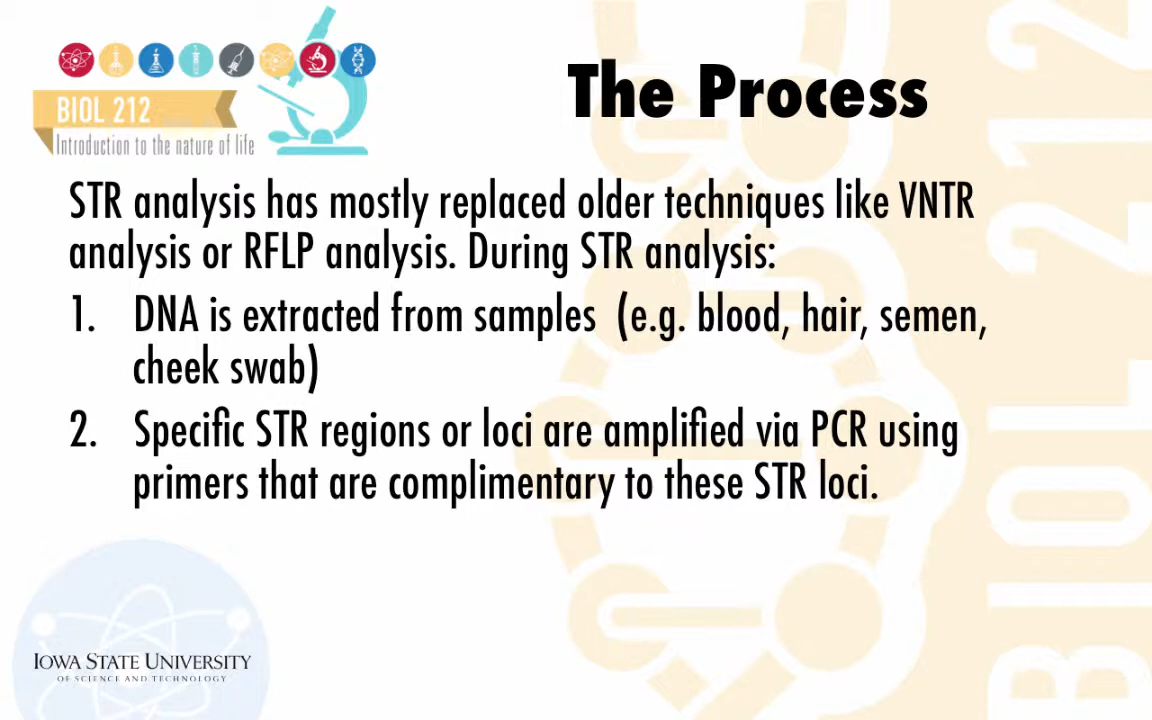 BIOL 212
Introduction to the nature of life
The Process
STR analysis has mostly replaced older techniques like VNTR
analysis or RFLP analysis. During STR analysis:
1. DNA is extracted from samples (e.g. blood, hair, semen,
cheek swab)
2. Specific STR regions or loci are amplified via PCR using
primers that are complimentary to these STR loci.
BIOL 212
IOWA STATE UNIVERSITY
OF SCIENCE AND TECHNOLOGY